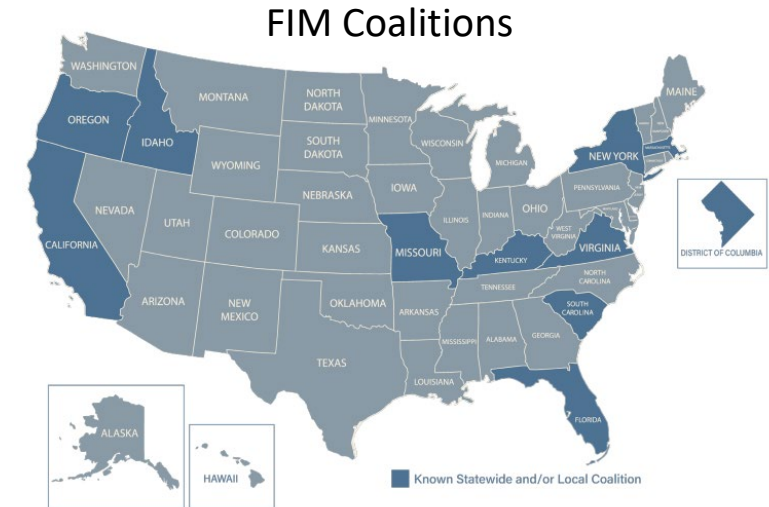 FIM Coalitions
WASHINGTON
MONTANA
NORTH
DAKOTA
MINNESOTA
MAINE
OREGON
IDAHO
SOUTH
DAKOTA
WISCONSIN
MICHIGAN
NEW YORK
WYOMING
NEBRASKA
IOWA
PENNSYLVANIA
NEVADA
UTAH
COLORADO
KANSAS
ILLINOIS
INDIANA
OHIO
WEST
VIRGINIA
VIRGINIA
DISTRICT OF COLUMBIA
CALIFORNIA
MISSOURI
KENTUCKY
NORTH
CAROLINA
TENNESSEE
ARIZONA
NEW
MEXICO
OKLAHOMA
ARKANSAS
SOUTH
CAROLINA
MISSISSIPPI
ALABAMA
GEORGIA
TEXAS
LOUISIANA
FLORIDA
ALASKA
HAWAII
Known Statewide and/or Local Coalition